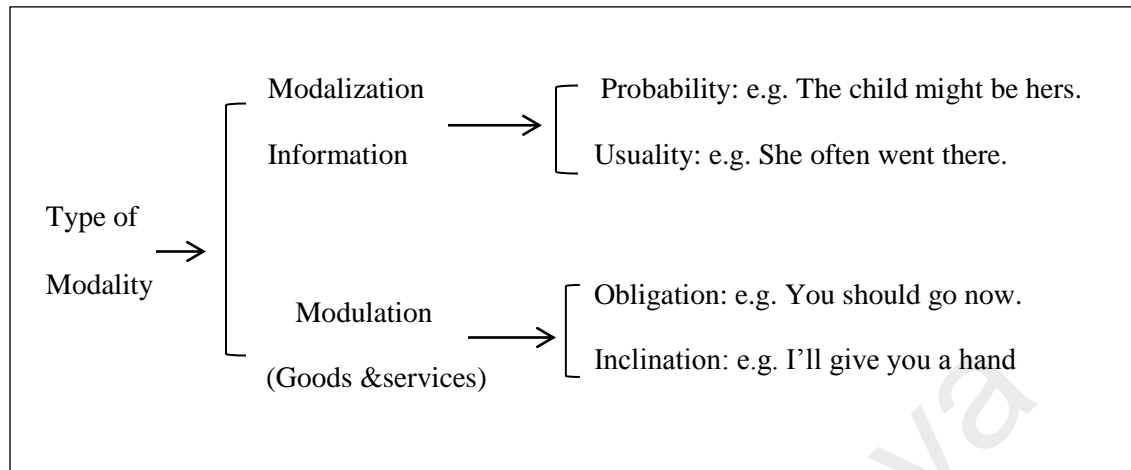 Modalization
Information
Probability: e.g. The child might be hers.
Usuality: e.g. She often went there.
Type of
Modality
Modulation
(Goods &services)
Obligation: e.g. You should go now.
Inclination: e.g. I’ll give you a hand
ya